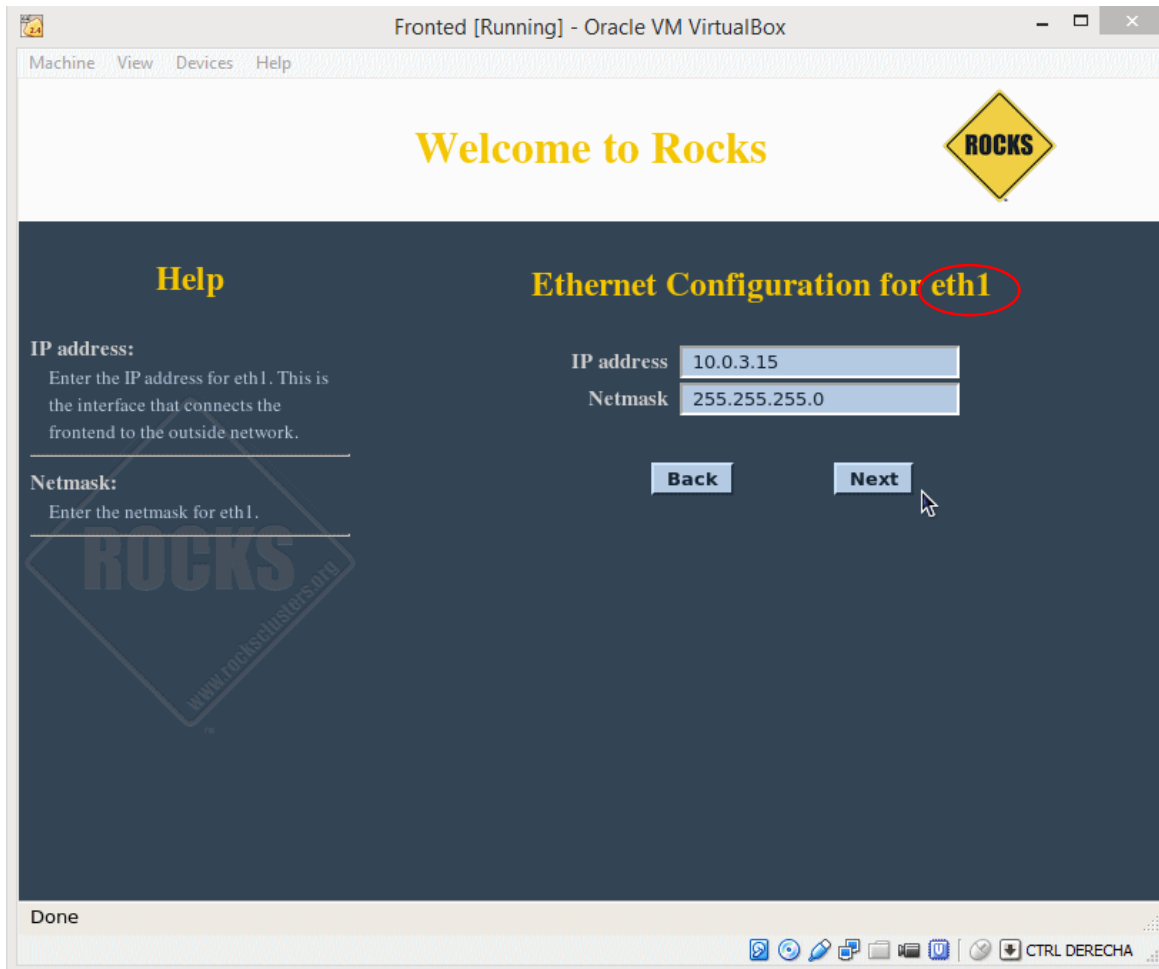 Fronted [Running] - Oracle VM VirtualBox
Machine View Devices Help
Welcome to Rocks
ROCKS
Help
IP address:
Enter the IP address for eth1. This is
the interface that connects the
frontend to the outside network.
Netmask:
Enter the netmask for eth1.
ROCKS
www.rocksclusters.org
Ethernet Configuration for eth1
IP address 10.0.3.15
Netmask 255.255.255.0
Back Next
Done
CTRL DERECHA